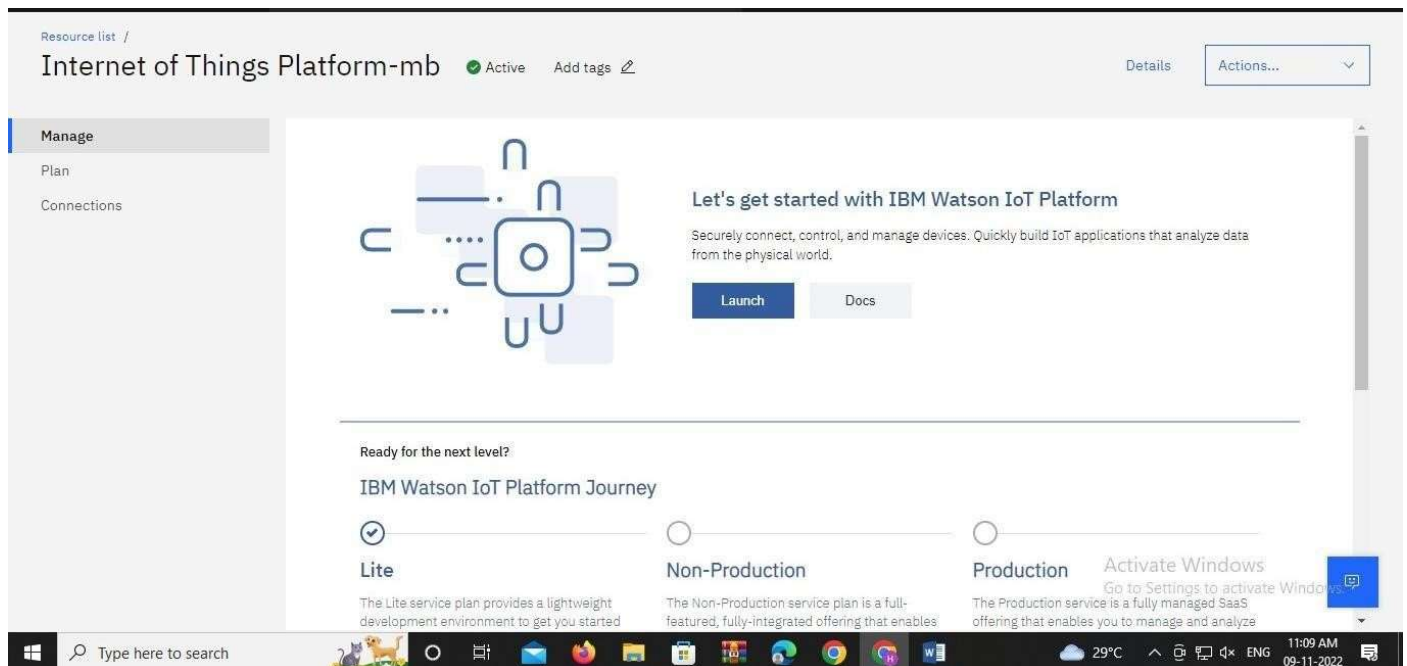 Resource list /
Internet of Things Platform-mb
Active
Add tags
Details
Actions...
Manage
Plan
Connections
Let's get started with IBM Watson IoT Platform
Securely connect, control, and manage devices. Quickly build IoT applications that analyze data
from the physical world.
Launch
Docs
Ready for the next level?
IBM Watson IoT Platform Journey
Lite
The Lite service plan provides a lightweight
development environment to get you started
Non-Production
The Non-Production service plan is a full-
featured, fully-integrated offering that enables
Production
The Production service is a fully managed SaaS
offering that enables you to manage and analyze
Activate Windows
Go to Settings to activate Windows.
Type here to search
29°C
ENG
11:09 AM
09-11-2022